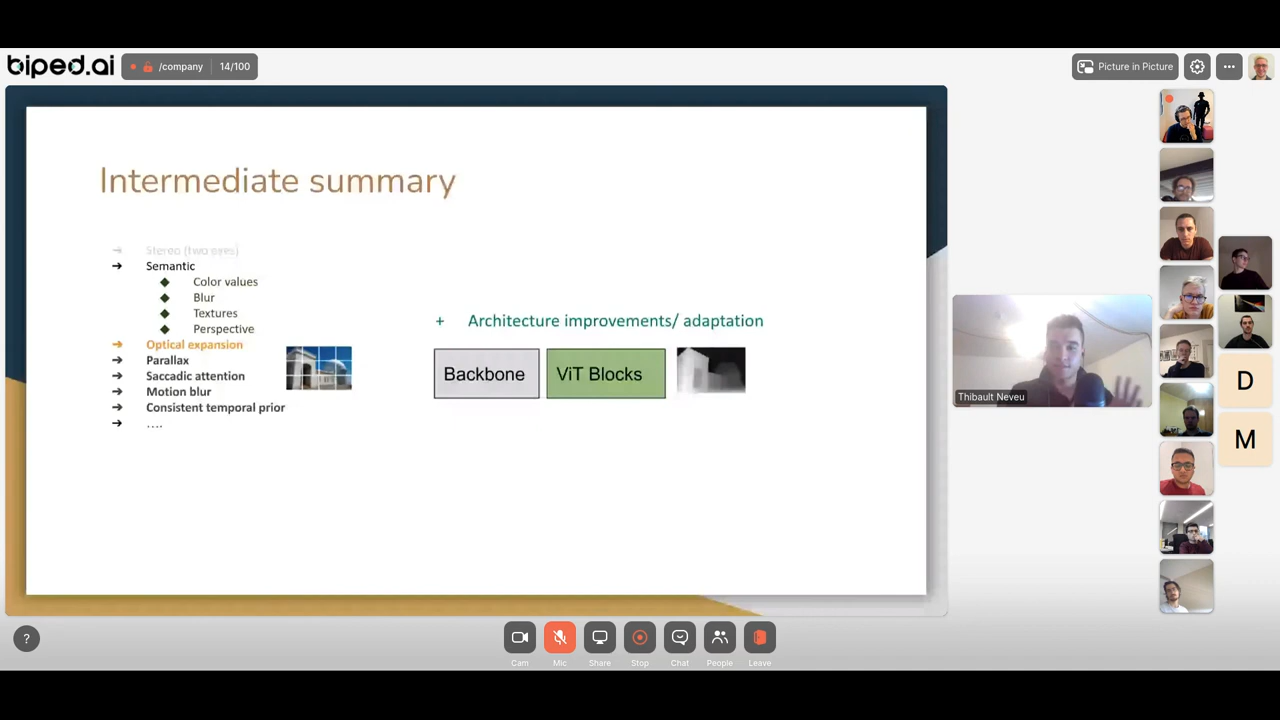 biped.ai
/company
14/100
Picture in Picture
Intermediate summary
Stereo (two eyes)
Semantic
Color values
Blur
Textures
Perspective
Optical expansion
Parallax
Saccadic attention
Motion blur
Consistent temporal prior
....
+ Architecture improvements/ adaptation
Backbone
ViT Blocks
Thibault Neveu
D
M
?
Cam
Mic
Share
Stop
Chat
People
Leave